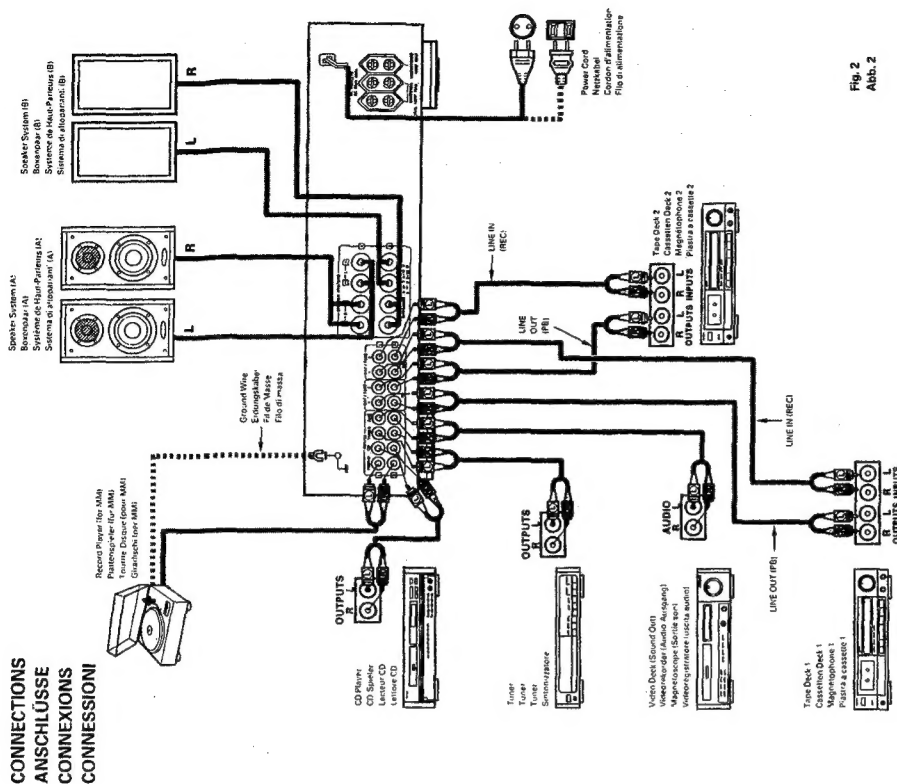 CONNECTIONS
ANSCHLÜSSE
CONNEXIONS
CONNESSIONI
Record Player (for MM)
Plattenspieler (für MM)
Tourne Disque (pour MM)
Giradischi (per MM)
Ground Wire
Erdungskabel
Fil de Masse
Filo di massa
Speaker System (A)
Boxenpaar (A)
Système de Haut-Parleurs (A)
Sistema di altoparlanti (A)
L
R
Speaker System (B)
Boxenpaar (B)
Système de Haut-Parleurs (B)
Sistema di altoparlanti (B)
L
R
OUTPUTS
R L
CD Player
CD Spieler
Lecteur CD
Lettore CD
OUTPUTS
R L
Tuner
Tuner
Tuner
Sintonizzatore
AUDIO
R L
Video Deck (Sound Out)
Videorekorder (Audio Ausgang)
Magnetoscope (Sortie son)
Videoregistratore (uscita audio)
LINE OUT (PB)
LINE IN (REC)
R L R L
OUTPUTS INPUTS
Tape Deck 1
Cassetten Deck 1
Magnetophone 1
Piastra a cassette 1
LINE OUT (PB)
LINE IN (REC)
R L R L
OUTPUTS INPUTS
Tape Deck 2
Cassetten Deck 2
Magnetophone 2
Piastra a cassette 2
Power Cord
Netzkabel
Cordon d'alimentation
Filo di alimentazione
Fig. 2
Abb. 2